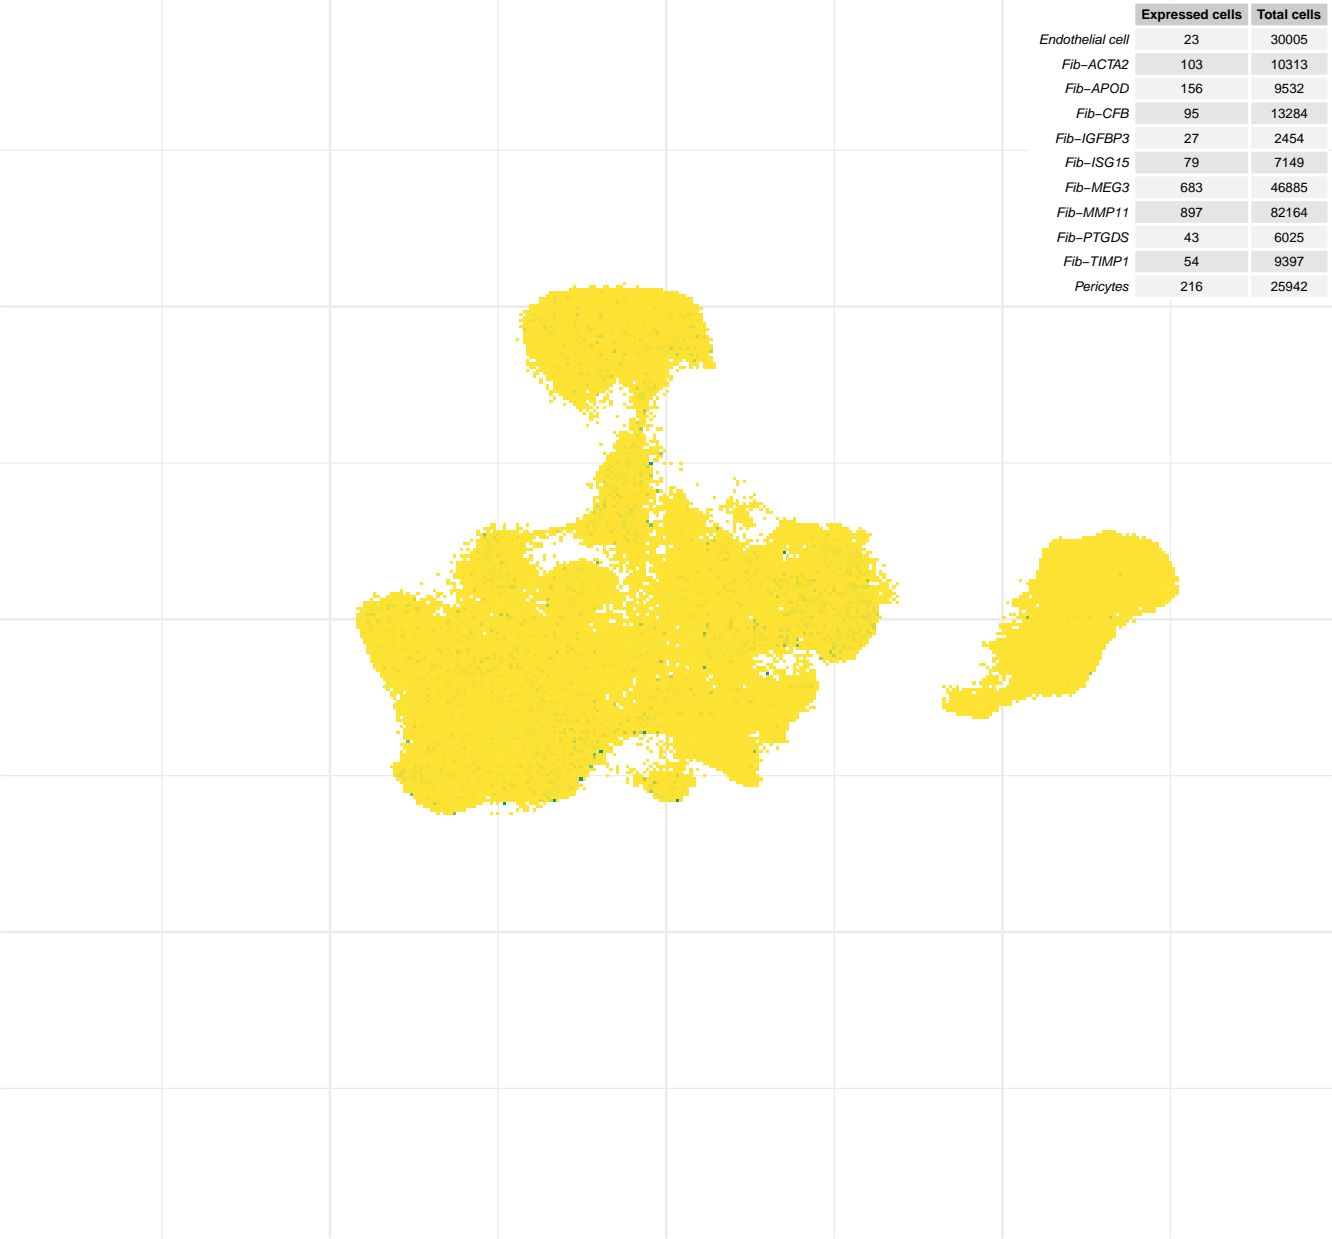 Expressed cells Total cells
Endothelial cell 23 30005
Fib−ACTA2 103 10313
Fib−APOD 156 9532
Fib−CFB 95 13284
Fib−IGFBP3 27 2454
Fib−ISG15 79 7149
Fib−MEG3 683 46885
Fib−MMP11 897 82164
Fib−PTGDS 43 6025
Fib−TIMP1 54 9397
Pericytes 216 25942